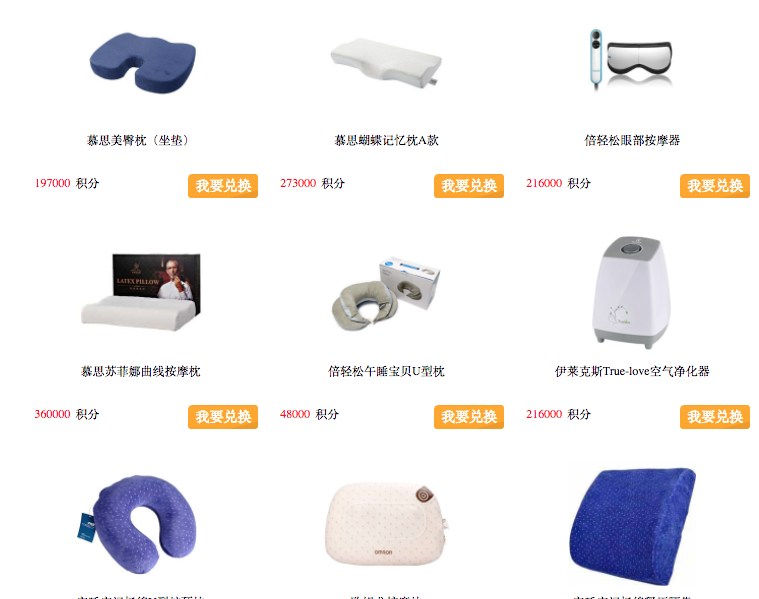 慕思美臀枕（坐垫）
慕思蝴蝶记忆枕A款
倍轻松眼部按摩器
197000 积分 我要兑换
273000 积分 我要兑换
216000 积分 我要兑换
LATEX PILLOW
慕思苏菲娜曲线按摩枕
倍轻松午睡宝贝U型枕
伊莱克斯True-love空气净化器
360000 积分 我要兑换
48000 积分 我要兑换
216000 积分 我要兑换
OMRON